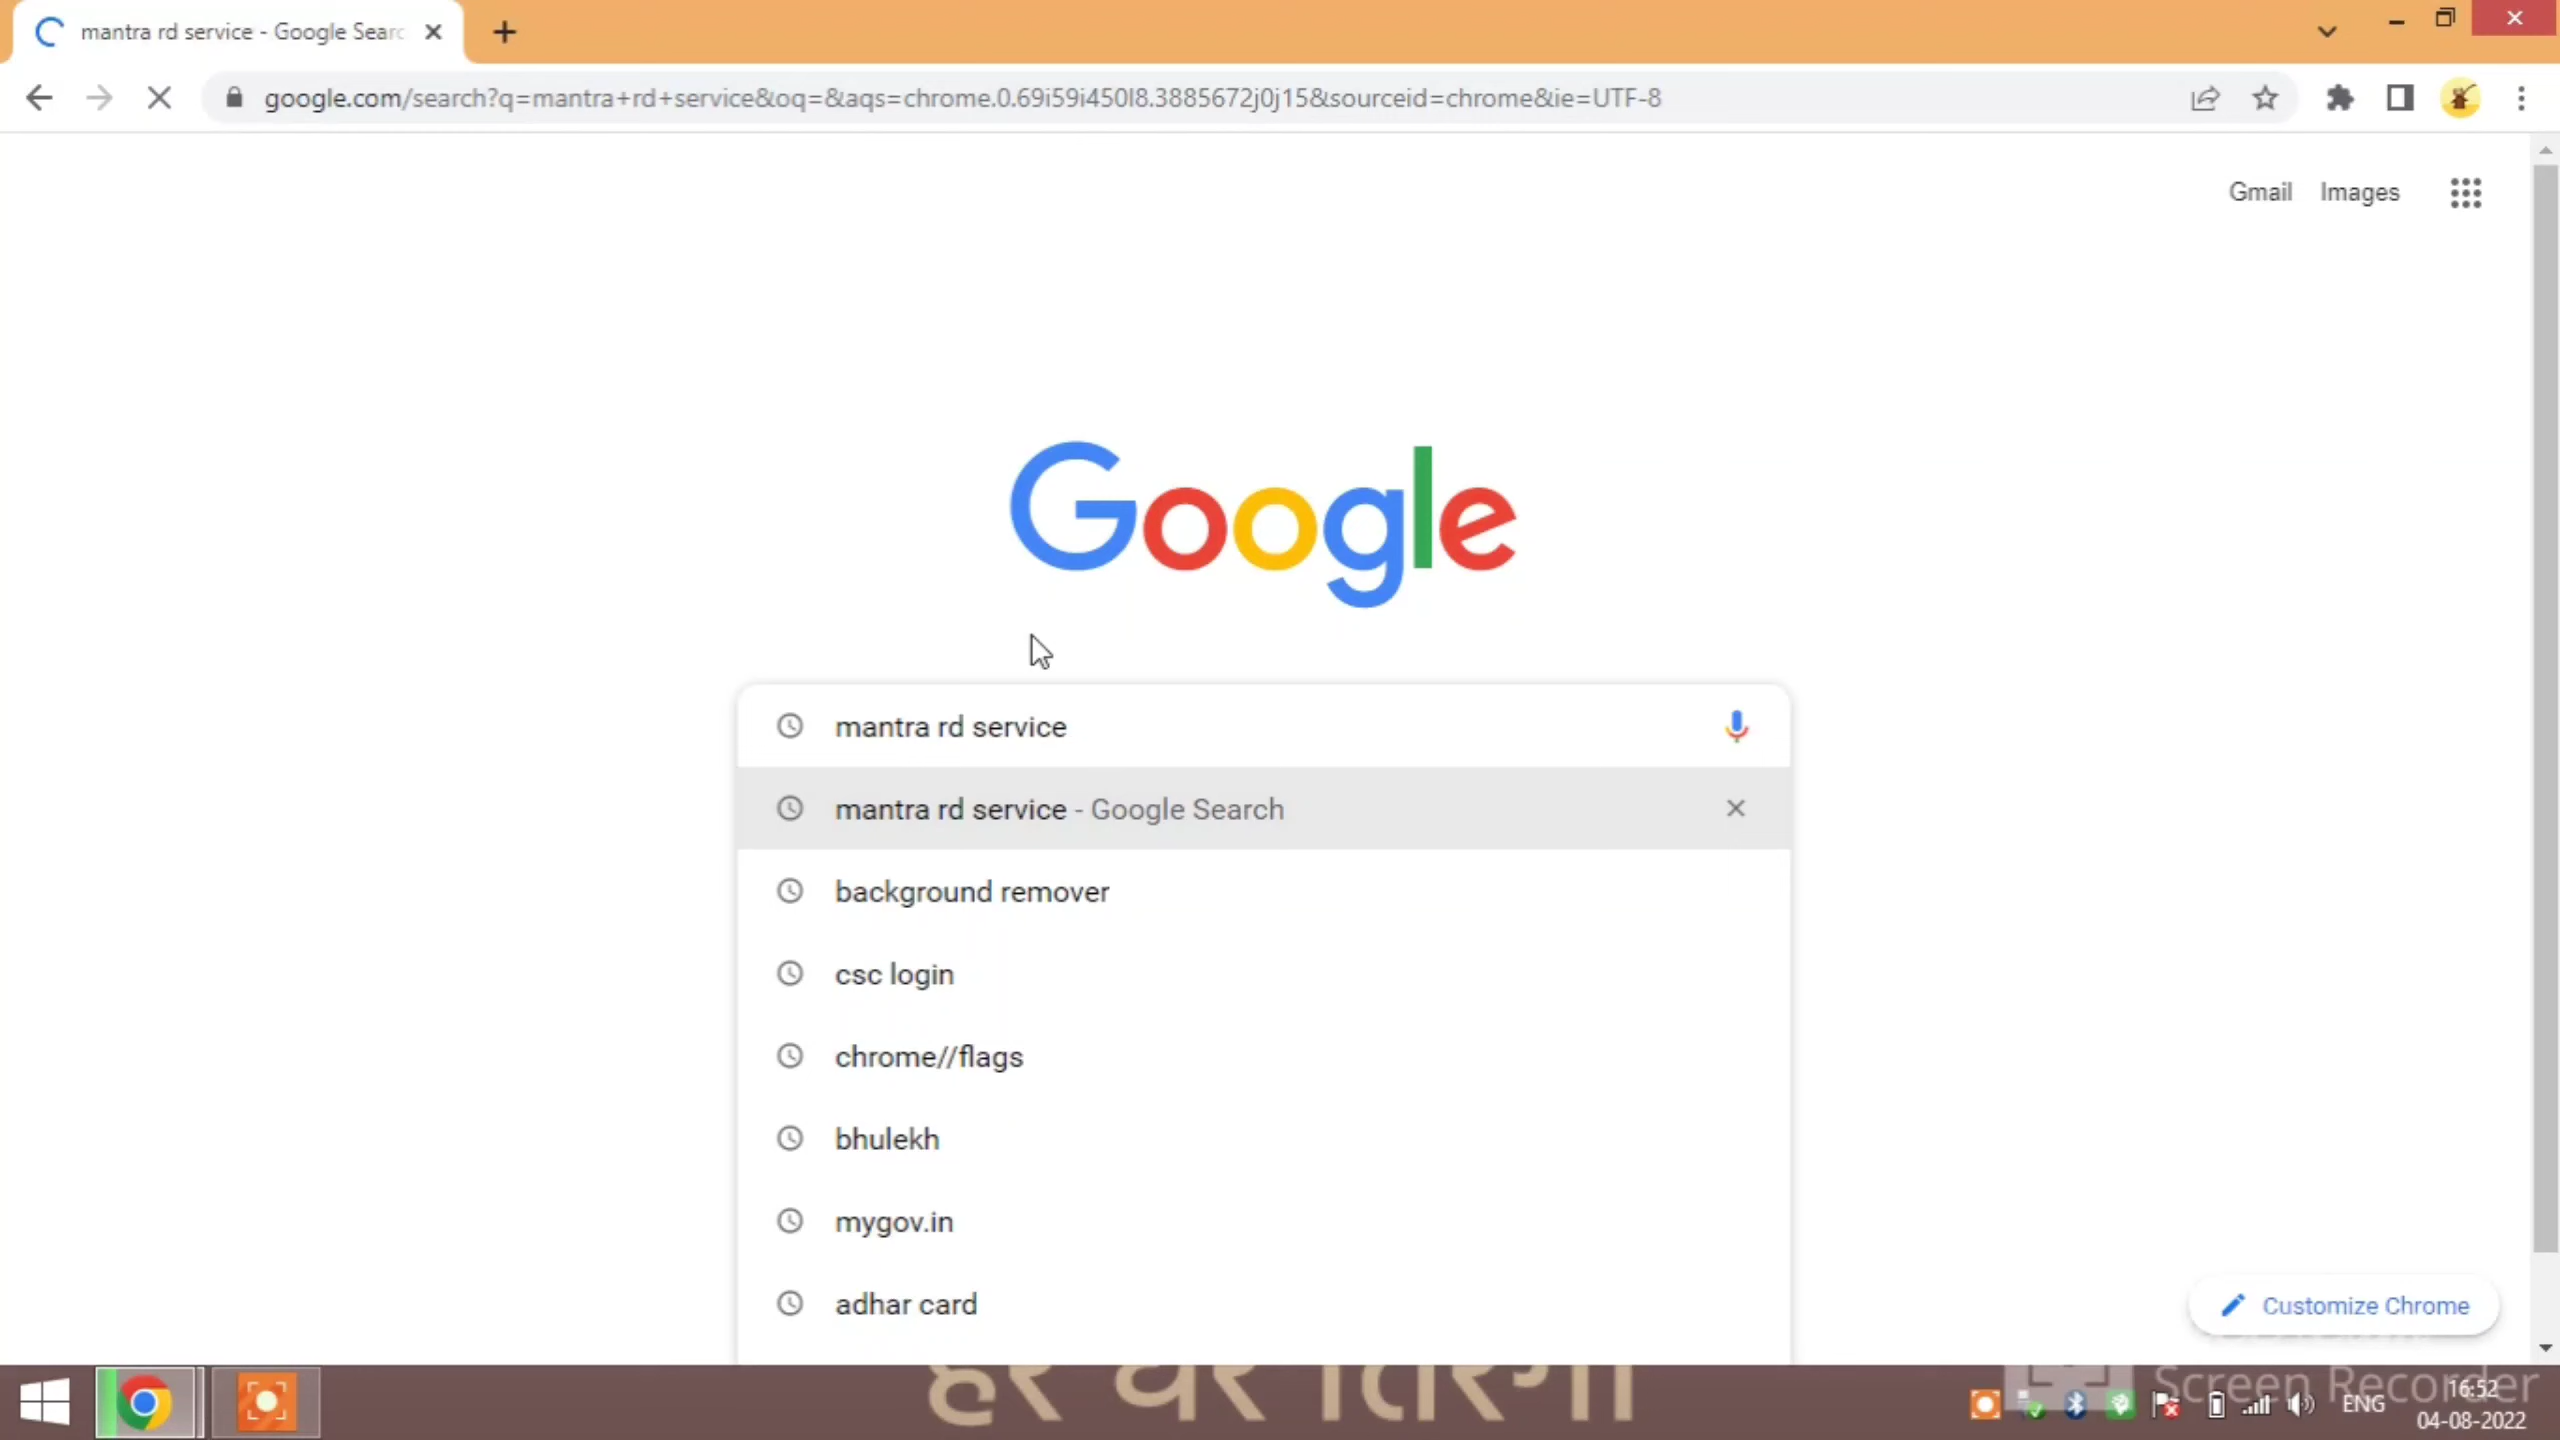 mantra rd service - Google Searc
google.com/search?q=mantra+rd+service&oq=&aqs=chrome.0.69i59i450l8.3885672j0j15&sourceid=chrome&ie=UTF-8
Gmail Images
Google
mantra rd service
mantra rd service - Google Search
background remover
csc login
chrome//flags
bhulekh
mygov.in
adhar card
Customize Chrome
हर घर तिरंगा
Screen Recorder
ENG
16:52
04-08-2022